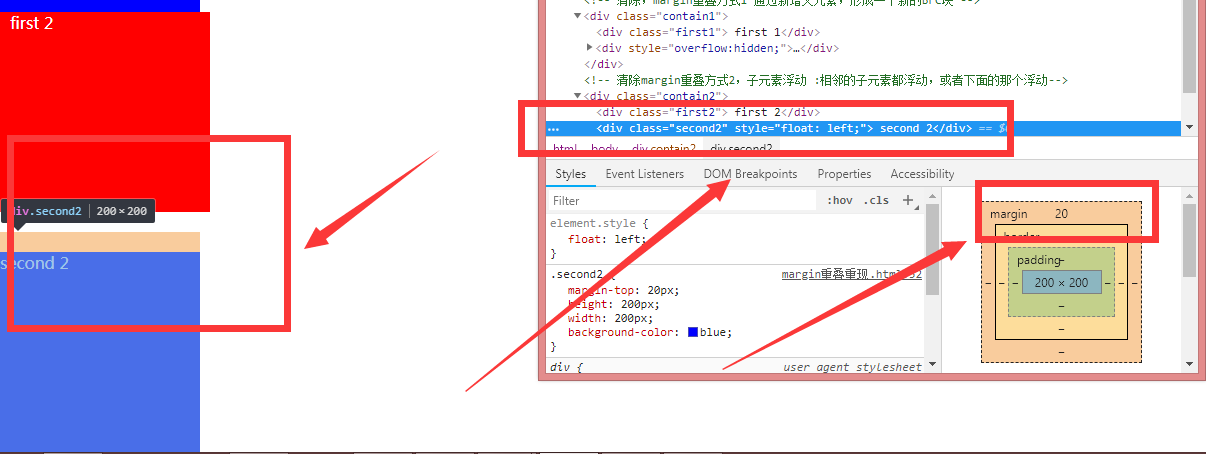 first 2
div.second2 200 × 200
second 2
<!-- 清除，margin重叠方式1 通过新增父元素，形成一个新的bfc块 -->
▼<div class="contain1">
<div class="first1"> first 1</div>
▶<div style="overflow:hidden;">…</div>
</div>
<!-- 清除margin重叠方式2，子元素浮动 :相邻的子元素都浮动，或者下面的那个浮动-->
▼<div class="contain2">
<div class="first2"> first 2</div>
… <div class="second2" style="float: left;"> second 2</div> ==
html body div.contain2 div.second2
Styles Event Listeners DOM Breakpoints Properties Accessibility
Filter :hov .cls +
element.style {
float: left;
}
.second2 {
margin重叠重现.html
margin-top: 20px;
height: 200px;
width: 200px;
background-color: blue;
}
div {
user agent stylesheet
margin 20
border
padding-
- - - 200 × 200 - - -
-
-
-